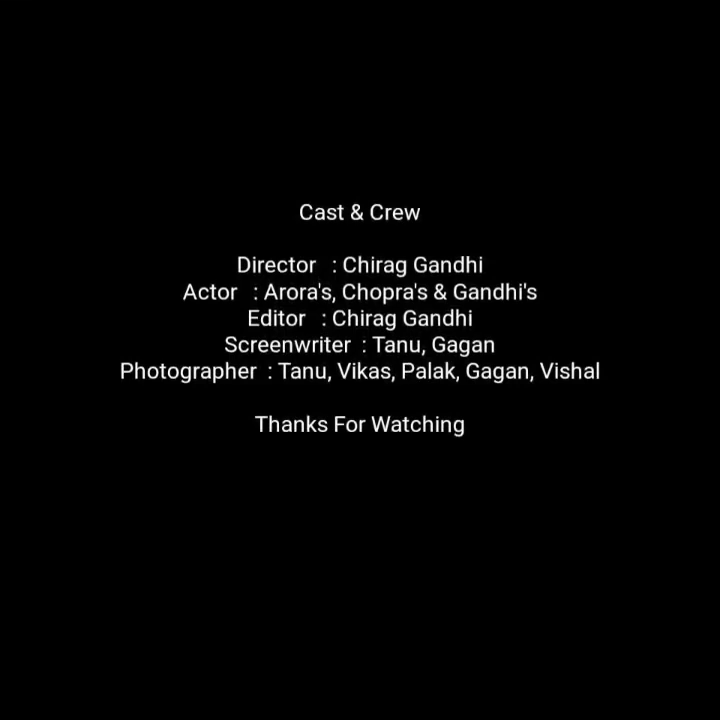 Cast & Crew
Director : Chirag Gandhi
Actor : Arora's, Chopra's & Gandhi's
Editor : Chirag Gandhi
Screenwriter : Tanu, Gagan
Photographer : Tanu, Vikas, Palak, Gagan, Vishal
Thanks For Watching